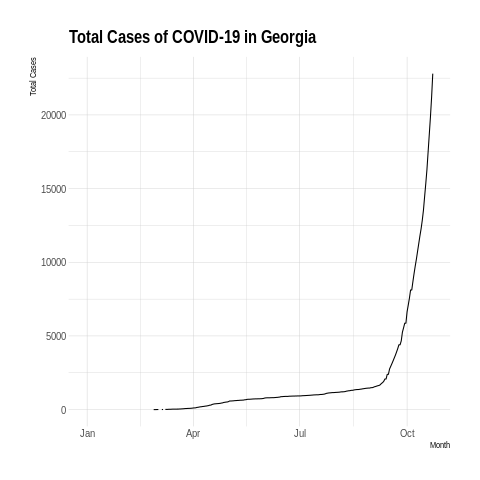 Total Cases of COVID-19 in Georgia
Total Cases
20000
15000
10000
5000
0
Jan Apr Jul Oct
Month